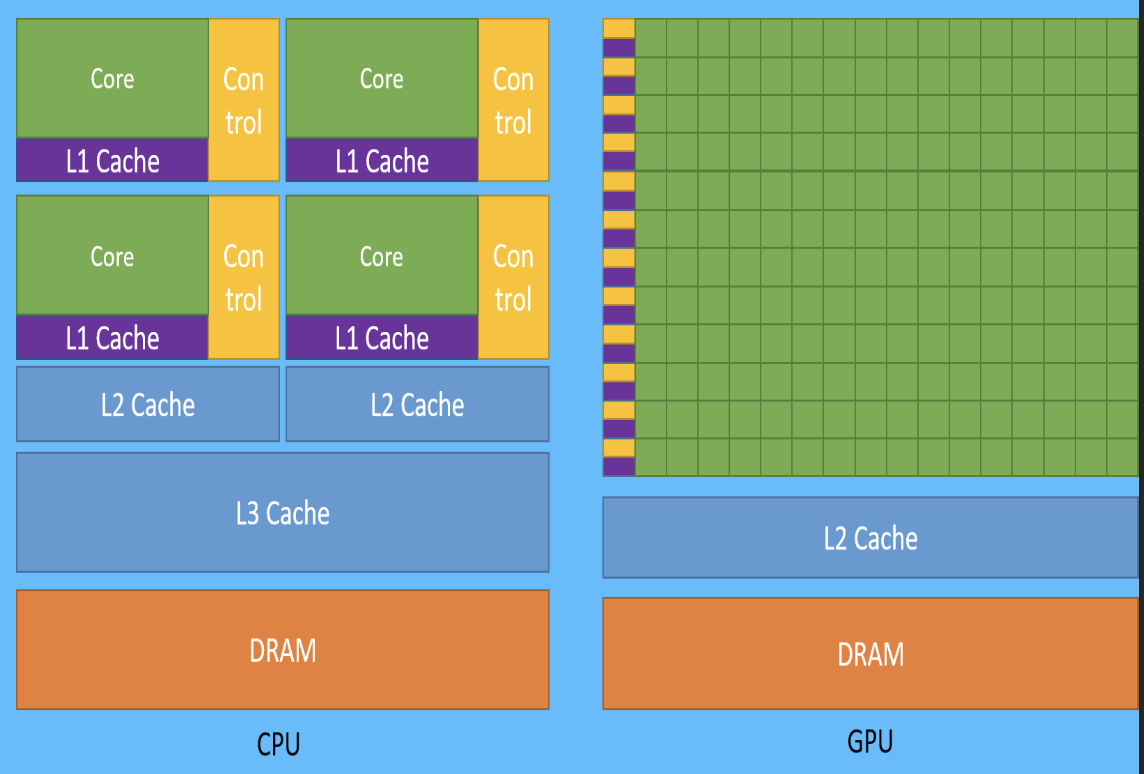 Core
Con
trol
L1 Cache
Core
Con
trol
L1 Cache
Core
Con
trol
L1 Cache
Core
Con
trol
L1 Cache
L2 Cache
L2 Cache
L3 Cache
DRAM
CPU
L2 Cache
DRAM
GPU